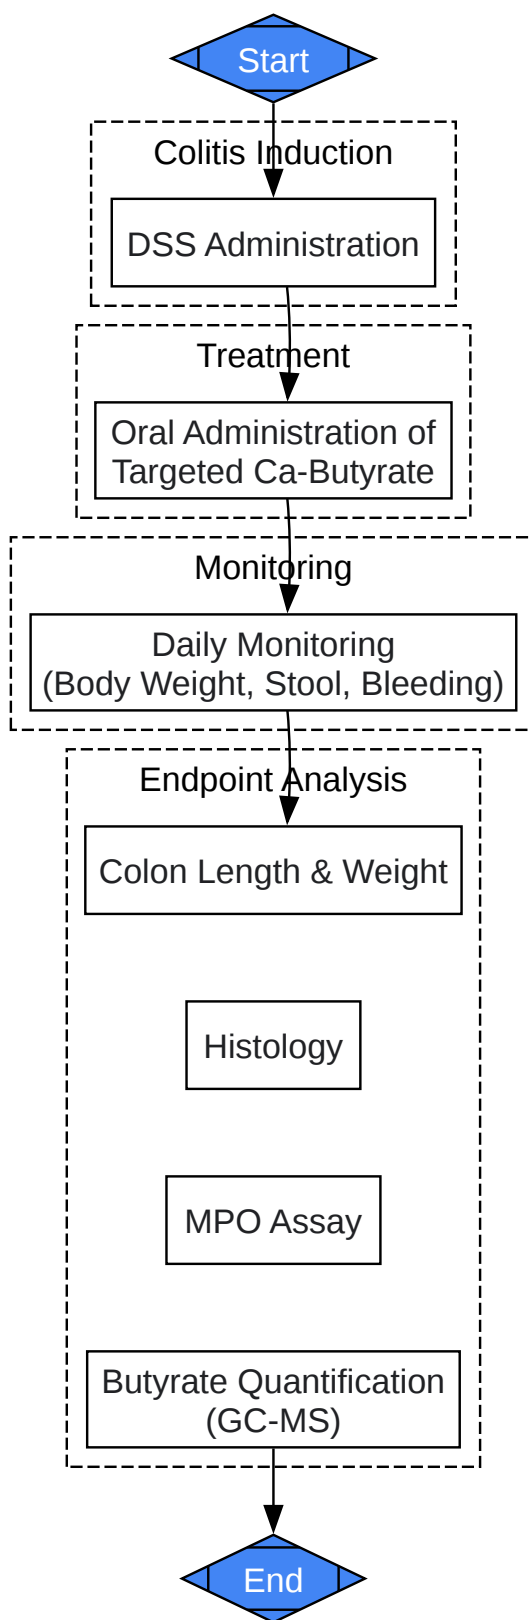 Start
Colitis Induction
DSS Administration
Treatment
Oral Administration of
Targeted Ca-Butyrate
Monitoring
Daily Monitoring
(Body Weight, Stool, Bleeding)
Endpoint Analysis
Colon Length & Weight
Histology
MPO Assay
Butyrate Quantification
(GC-MS)
End